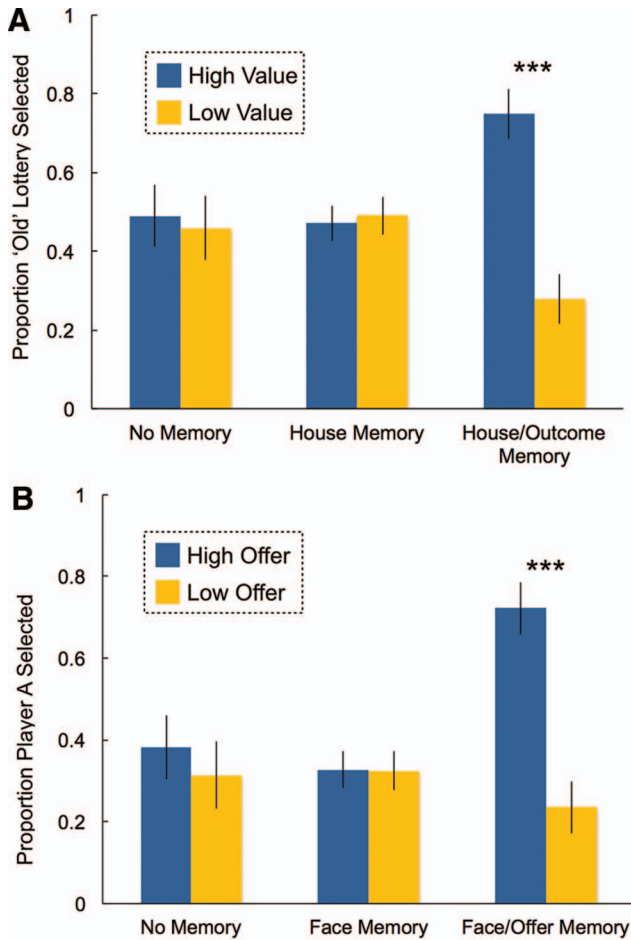 A
Proportion 'Old' Lottery Selected
1
0.8
0.6
0.4
0.2
0
High Value
Low Value
***
No Memory
House Memory
House/Outcome
Memory
B
Proportion Player A Selected
1
0.8
0.6
0.4
0.2
0
High Offer
Low Offer
***
No Memory
Face Memory
Face/Offer Memory